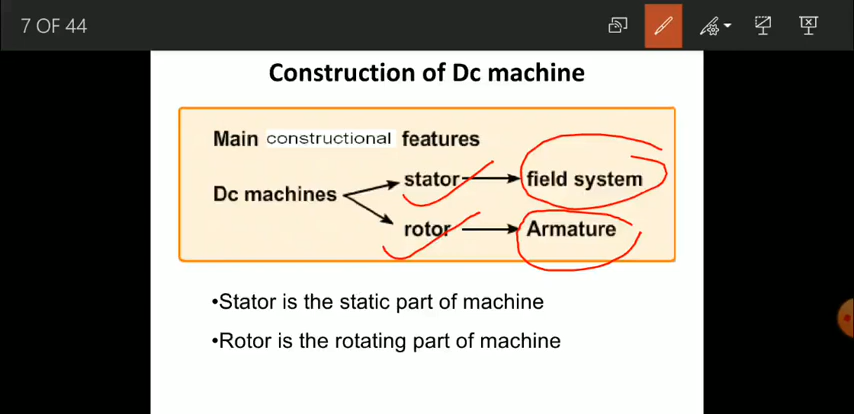 7 OF 44
Construction of Dc machine
Main constructional features
Dc machines
stator field system
rotor Armature
•Stator is the static part of machine
•Rotor is the rotating part of machine